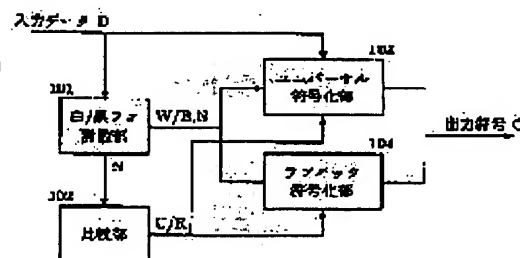 入力データ D
101
白/黒フォ
計数部
W/B,N
N
102
比較部
C/R
103
ユニバーサル
符号化部
104
ランレングス
符号化部
出力符号 C